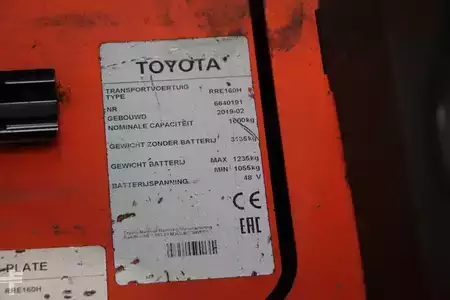 TOYOTA
TRANSPORTVOERTUIG
TYPE RRE160H
NR 6640191
GEBOUWD 2019-02
NOMINALE CAPACITEIT 1600kg
GEWICHT ZONDER BATTERIJ 3135kg
GEWICHT BATTERIJ MAX 1235kg
MIN 1055kg
BATTERIJSPANNING. 48 V
CE
EAC
-PLATE
RRE160H